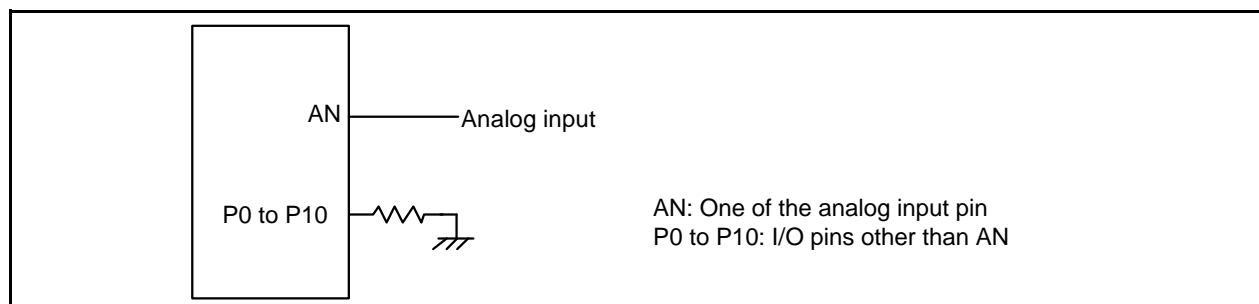 AN
Analog input
P0 to P10
AN: One of the analog input pin
P0 to P10: I/O pins other than AN